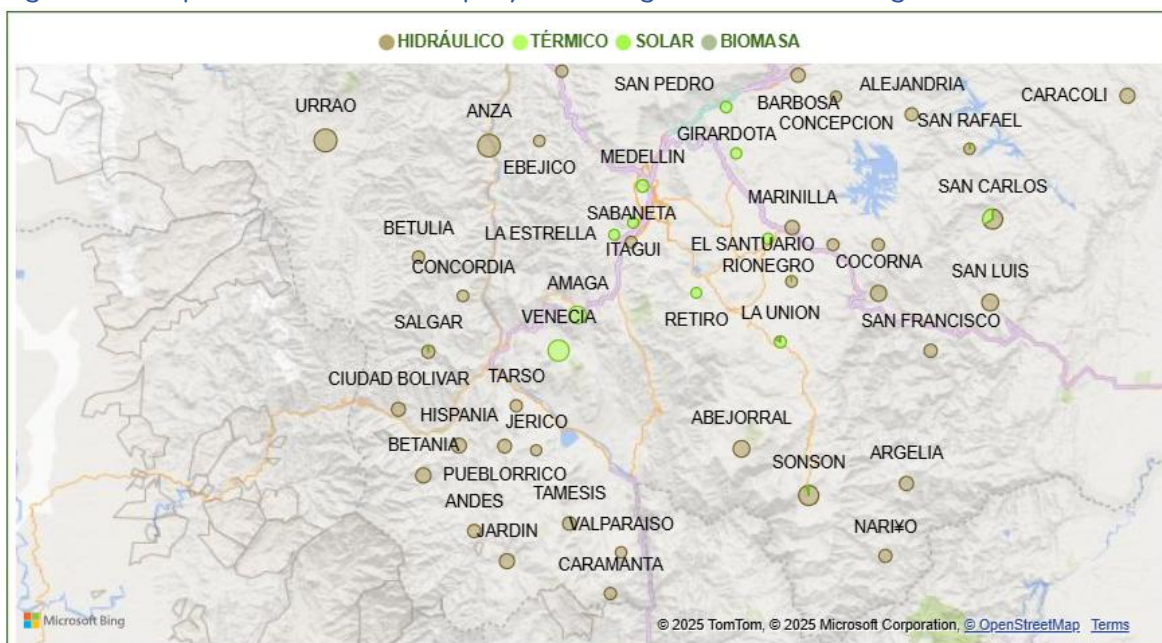 HIDRÁULICO TÉRMICO SOLAR BIOMASA
SAN PEDRO
ALEJANDRIA
URRAO
ANZA
BARBOSA
CARACOLI
CONCEPCION
SAN RAFAEL
GIRARDOTA
EBEJICO
MEDELLIN
SAN CARLOS
MARINILLA
SABANETA
BETULIA
LA ESTRELLA
ITAGUI
EL SANTUARIO
CONCORDIA
RIONEGRO
COCORNA
SAN LUIS
AMAGA
SALGAR
VENECIA
RETIRO
LA UNION
SAN FRANCISCO
CIUDAD BOLIVAR
TARSO
HISPANIA
JERICO
ABEJORRAL
BETANIA
SONSON
ARGELIA
PUEBLORRICO
ANDES
TAMESIS
JARDIN
VALPARAISO
NARI¥O
CARAMANTA
Microsoft Bing
© 2025 TomTom, © 2025 Microsoft Corporation, © OpenStreetMap Terms